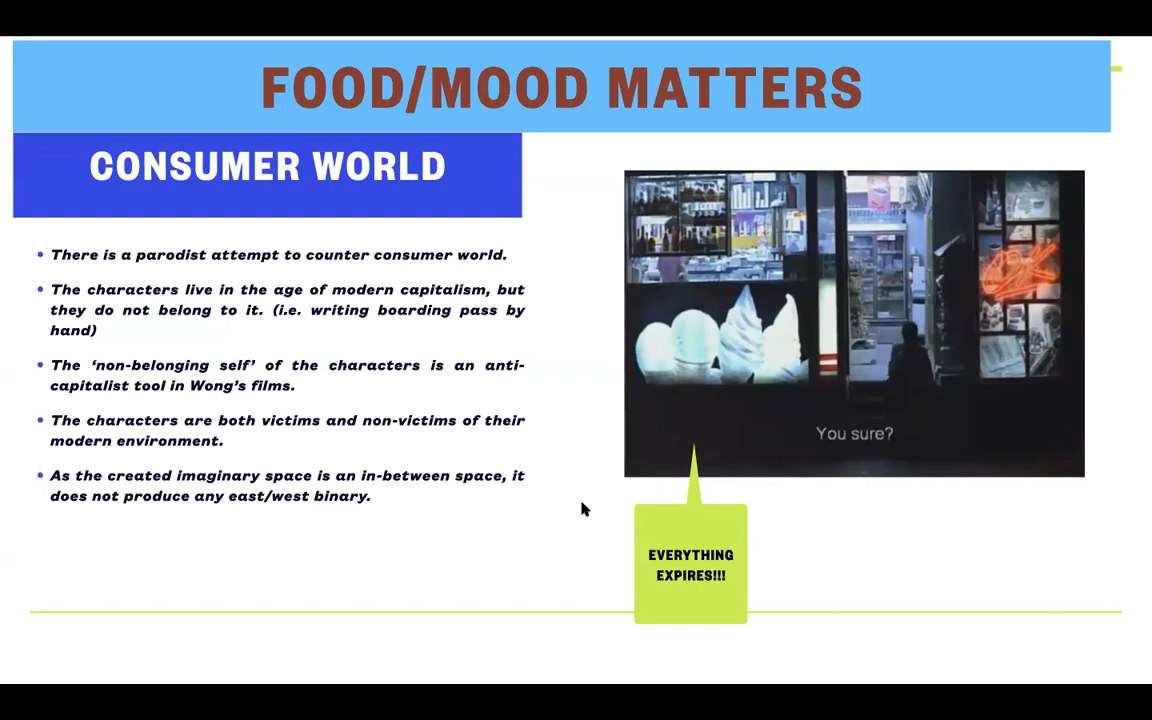 FOOD/MOOD MATTERS
CONSUMER WORLD
• There is a parodist attempt to counter consumer world.
• The characters live in the age of modern capitalism, but
they do not belong to it. (i.e. writing boarding pass by
hand)
• The ‘non-belonging self’ of the characters is an anti-
capitalist tool in Wong’s films.
• The characters are both victims and non-victims of their
modern environment.
• As the created imaginary space is an in-between space, it
does not produce any east/west binary.
OK
You sure?
EVERYTHING
EXPIRES!!!